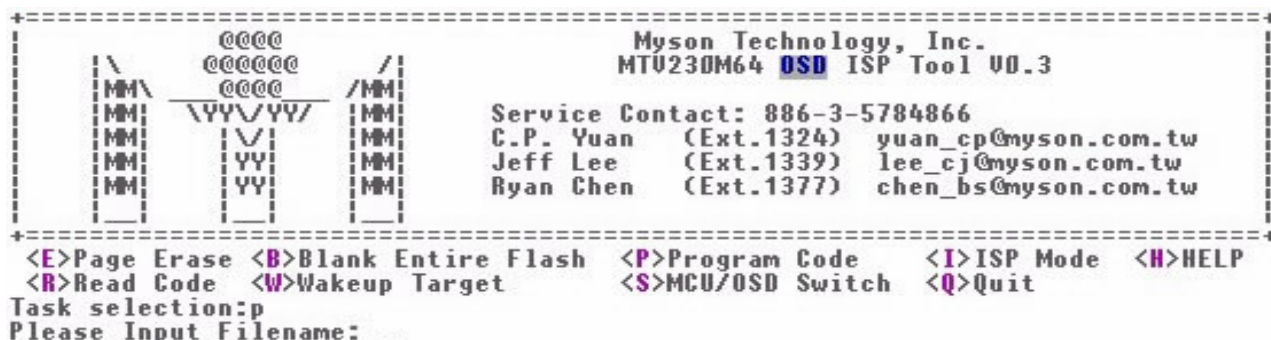 Myson Technology, Inc.
MTV230M64 OSD ISP Tool V0.3
Service Contact: 886-3-5784866
C.P. Yuan (Ext.1324) yuan_cp@myson.com.tw
Jeff Lee (Ext.1339) lee_cj@myson.com.tw
Ryan Chen (Ext.1377) chen_bs@myson.com.tw
<E>Page Erase <B>Blank Entire Flash <P>Program Code <I>ISP Mode <H>HELP
<R>Read Code <W>Wakeup Target <S>MCU/OSD Switch <Q>Quit
Task selection:p
Please Input Filename: